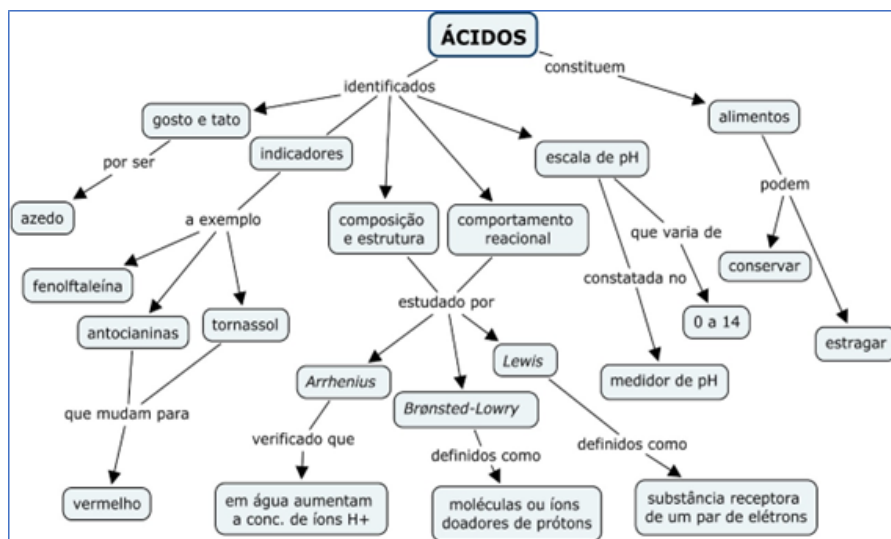 ÁCIDOS
constituem
identificados
gosto e tato
alimentos
indicadores
escala de pH
por ser
podem
azedo
a exemplo
composição
e estrutura
comportamento
reacional
que varia de
conservar
fenolftaleína
constatada no
estudado por
antocianinas
tornassol
0 a 14
estragar
Lewis
Arrhenius
medidor de pH
Brønsted-Lowry
que mudam para
verificado que
definidos como
definidos como
vermelho
em água aumentam
a conc. de íons H+
moléculas ou íons
doadores de prótons
substância receptora
de um par de elétrons